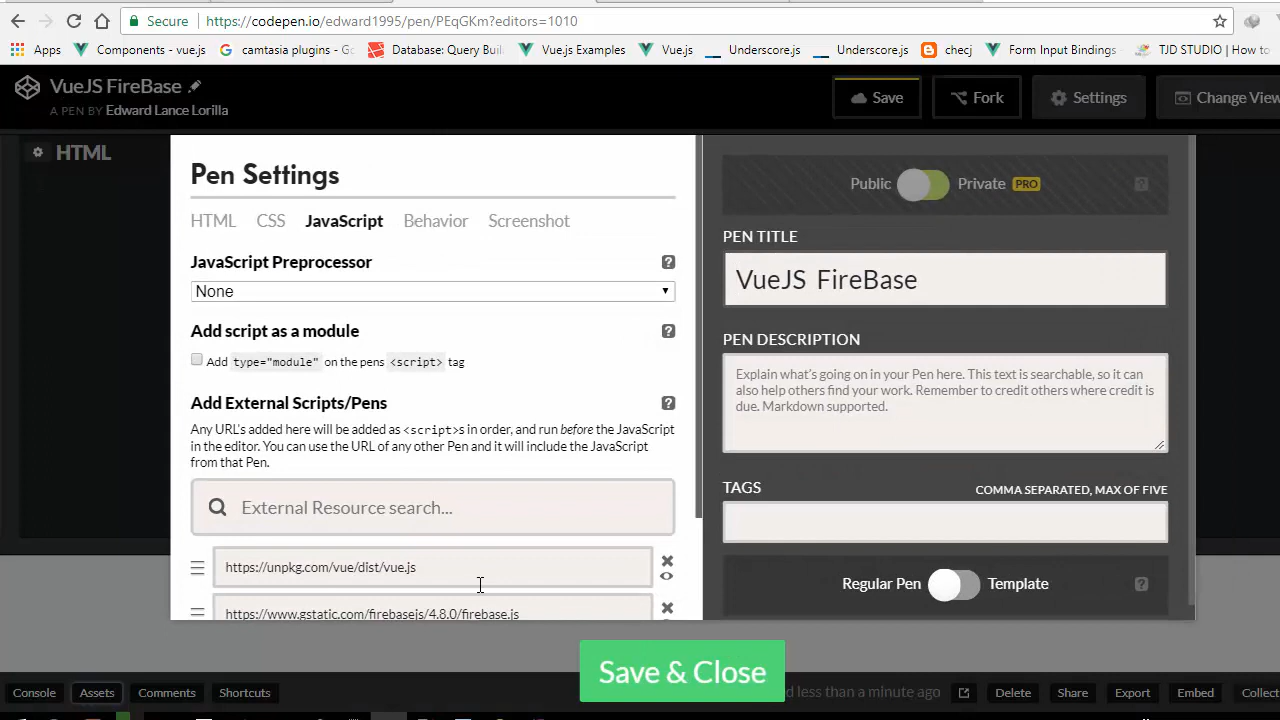 Secure https://codepen.io/edward1995/pen/PEqGKm?editors=1010
Apps Components - vue.js camtasia plugins - Go Database: Query Buil Vue.js Examples Vue.js Underscore.js Underscore.js checj Form Input Bindings TJD STUDIO | How to
VueJS FireBase
A PEN BY Edward Lance Lorilla
Save Fork Settings Change View
HTML
Pen Settings
HTML CSS JavaScript Behavior Screenshot
JavaScript Preprocessor ?
None
Add script as a module ?
Add type="module" on the pens <script> tag
Add External Scripts/Pens ?
Any URL's added here will be added as <script>s in order, and run before the JavaScript
in the editor. You can use the URL of any other Pen and it will include the JavaScript
from that Pen.
External Resource search...
https://unpkg.com/vue/dist/vue.js
https://www.gstatic.com/firebasejs/4.8.0/firebase.js
Public Private PRO ?
PEN TITLE
VueJS FireBase
PEN DESCRIPTION
Explain what's going on in your Pen here. This text is searchable, so it can
also help others find your work. Remember to credit others where credit is
due. Markdown supported.
TAGS COMMA SEPARATED, MAX OF FIVE
Regular Pen Template ?
Save & Close
Console Assets Comments Shortcuts d less than a minute ago Delete Share Export Embed Collect